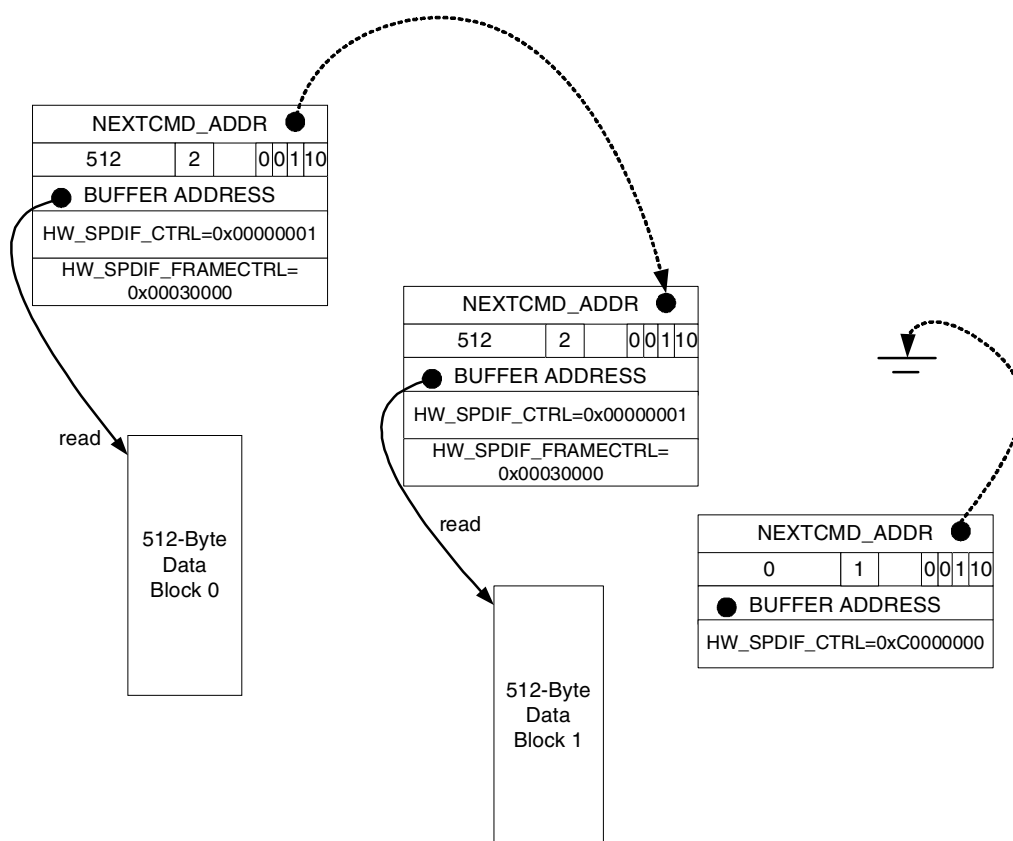 NEXTCMD_ADDR
512 2 0 0 1 10
BUFFER ADDRESS
HW_SPDIF_CTRL=0x00000001
HW_SPDIF_FRAMECTRL=
0x00030000
read
512-Byte
Data
Block 0
NEXTCMD_ADDR
512 2 0 0 1 10
BUFFER ADDRESS
HW_SPDIF_CTRL=0x00000001
HW_SPDIF_FRAMECTRL=
0x00030000
read
512-Byte
Data
Block 1
NEXTCMD_ADDR
0 1 0 0 1 10
BUFFER ADDRESS
HW_SPDIF_CTRL=0xC0000000